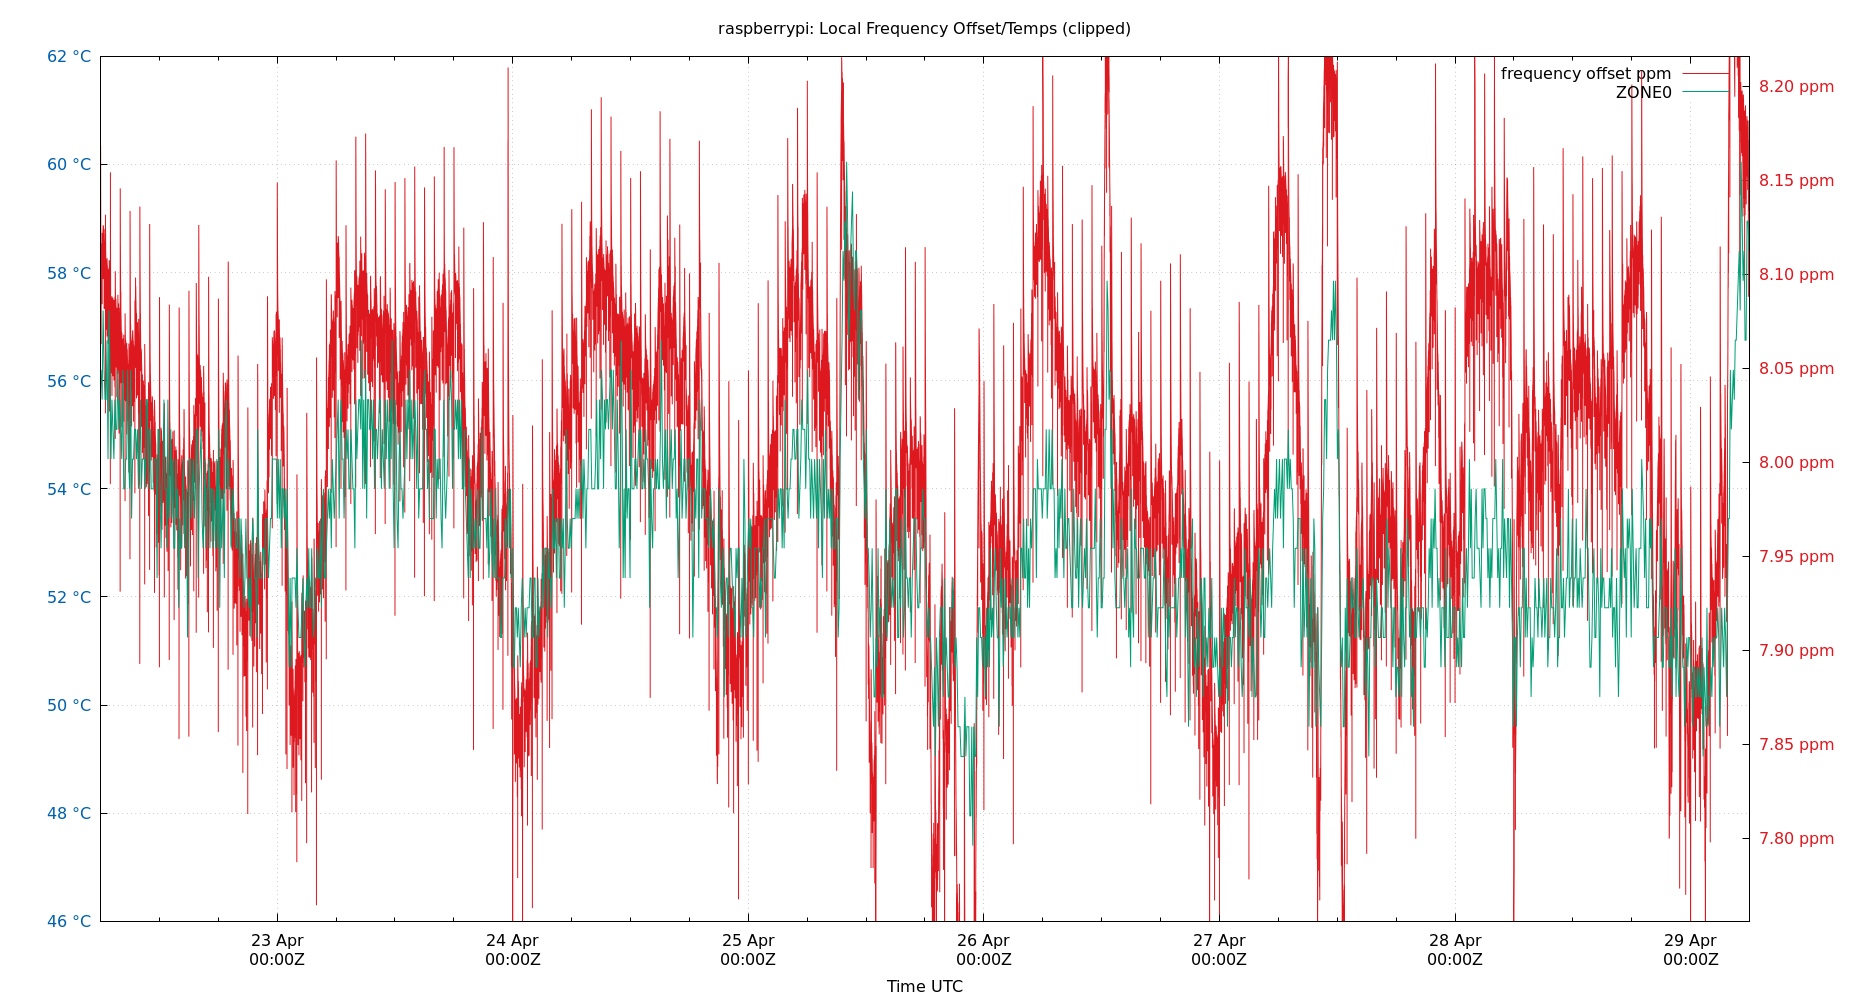 raspberrypi: Local Frequency Offset/Temps (clipped)
62 °C
60 °C
58 °C
56 °C
54 °C
52 °C
50 °C
48 °C
46 °C
frequency offset ppm
ZONE0
8.20 ppm
8.15 ppm
8.10 ppm
8.05 ppm
8.00 ppm
7.95 ppm
7.90 ppm
7.85 ppm
7.80 ppm
23 Apr
00:00Z
24 Apr
00:00Z
25 Apr
00:00Z
26 Apr
00:00Z
27 Apr
00:00Z
28 Apr
00:00Z
29 Apr
00:00Z
Time UTC